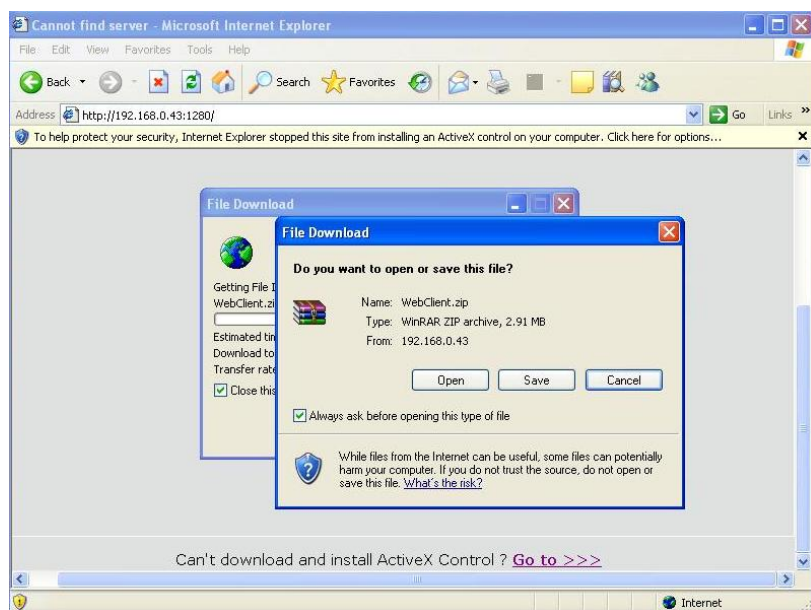 Cannot find server - Microsoft Internet Explorer
File Edit View Favorites Tools Help
Back Search Favorites
Address http://192.168.0.43:1280/ Go Links »
To help protect your security, Internet Explorer stopped this site from installing an ActiveX control on your computer. Click here for options...
File Download
Getting File I
WebClient.zi
Estimated tim
Download to
Transfer rate
Close this
File Download
Do you want to open or save this file?
Name: WebClient.zip
Type: WinRAR ZIP archive, 2.91 MB
From: 192.168.0.43
Open Save Cancel
Always ask before opening this type of file
While files from the Internet can be useful, some files can potentially
harm your computer. If you do not trust the source, do not open or
save this file. What's the risk?
Can't download and install ActiveX Control ? Go to >>>
Internet